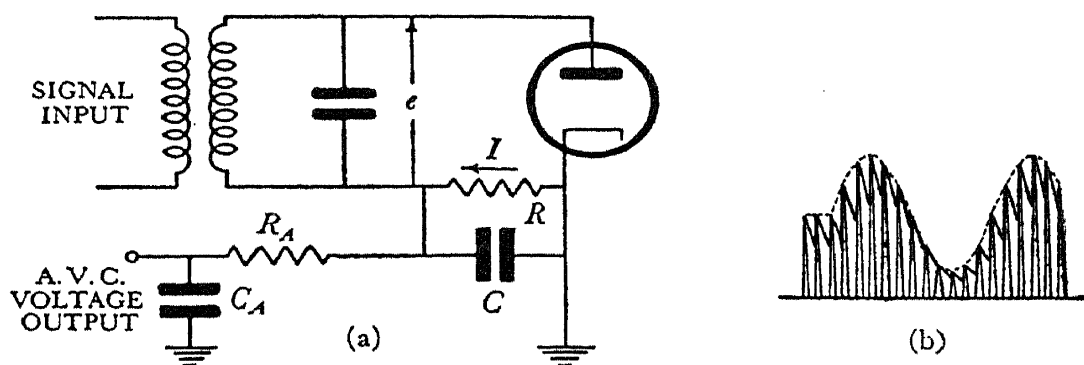 SIGNAL
INPUT
e
I
R
R_A
A.V.C.
VOLTAGE
OUTPUT
C_A
C
(a)
(b)